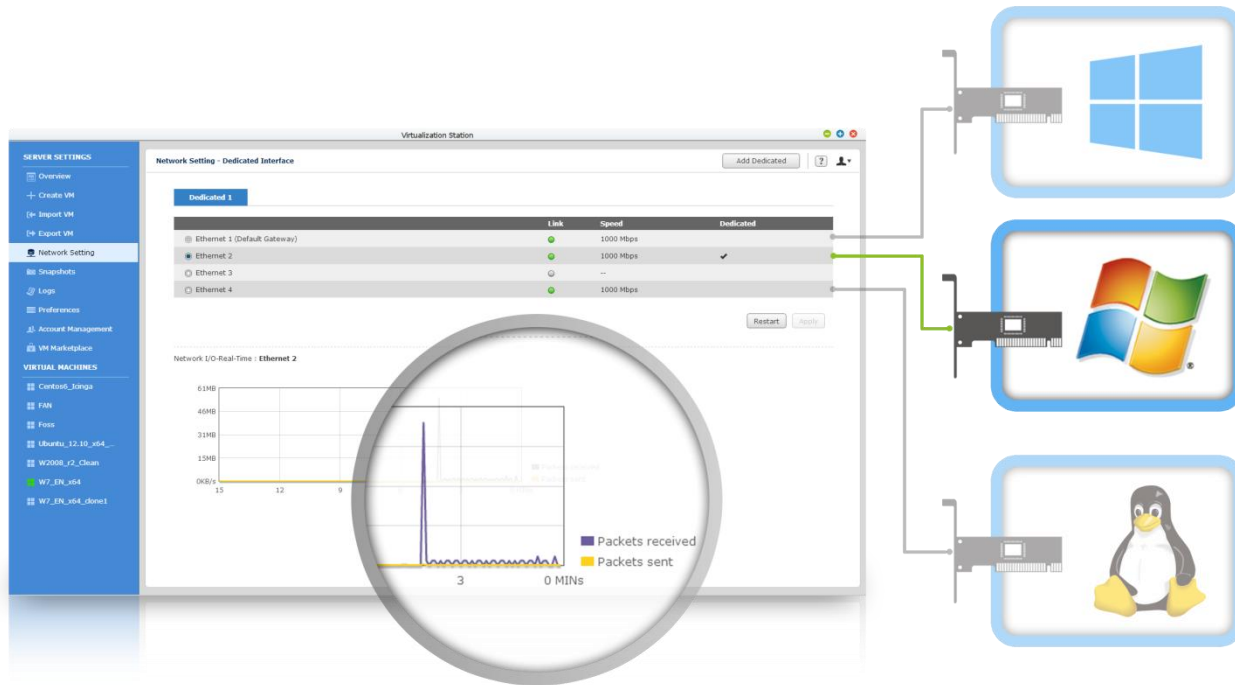 Virtualization Station
SERVER SETTINGS
Overview
Create VM
Import VM
Export VM
Network Setting
Snapshots
Logs
Preferences
Account Management
VM Marketplace
VIRTUAL MACHINES
Centos6_Icinga
FAN
Foss
Ubuntu_12.10_x64_...
W2008_r2_Clean
W7_EN_x64
W7_EN_x64_clone1
Network Setting - Dedicated Interface
Add Dedicated ?
Dedicated 1
Link Speed Dedicated
Ethernet 1 (Default Gateway) 1000 Mbps
Ethernet 2 1000 Mbps ✔
Ethernet 3 --
Ethernet 4 1000 Mbps
Restart Apply
Network I/O-Real-Time : Ethernet 2
61MB
46MB
31MB
15MB
0KB/s
15 12 9
Packets received
Packets sent
3 0 MINs
®